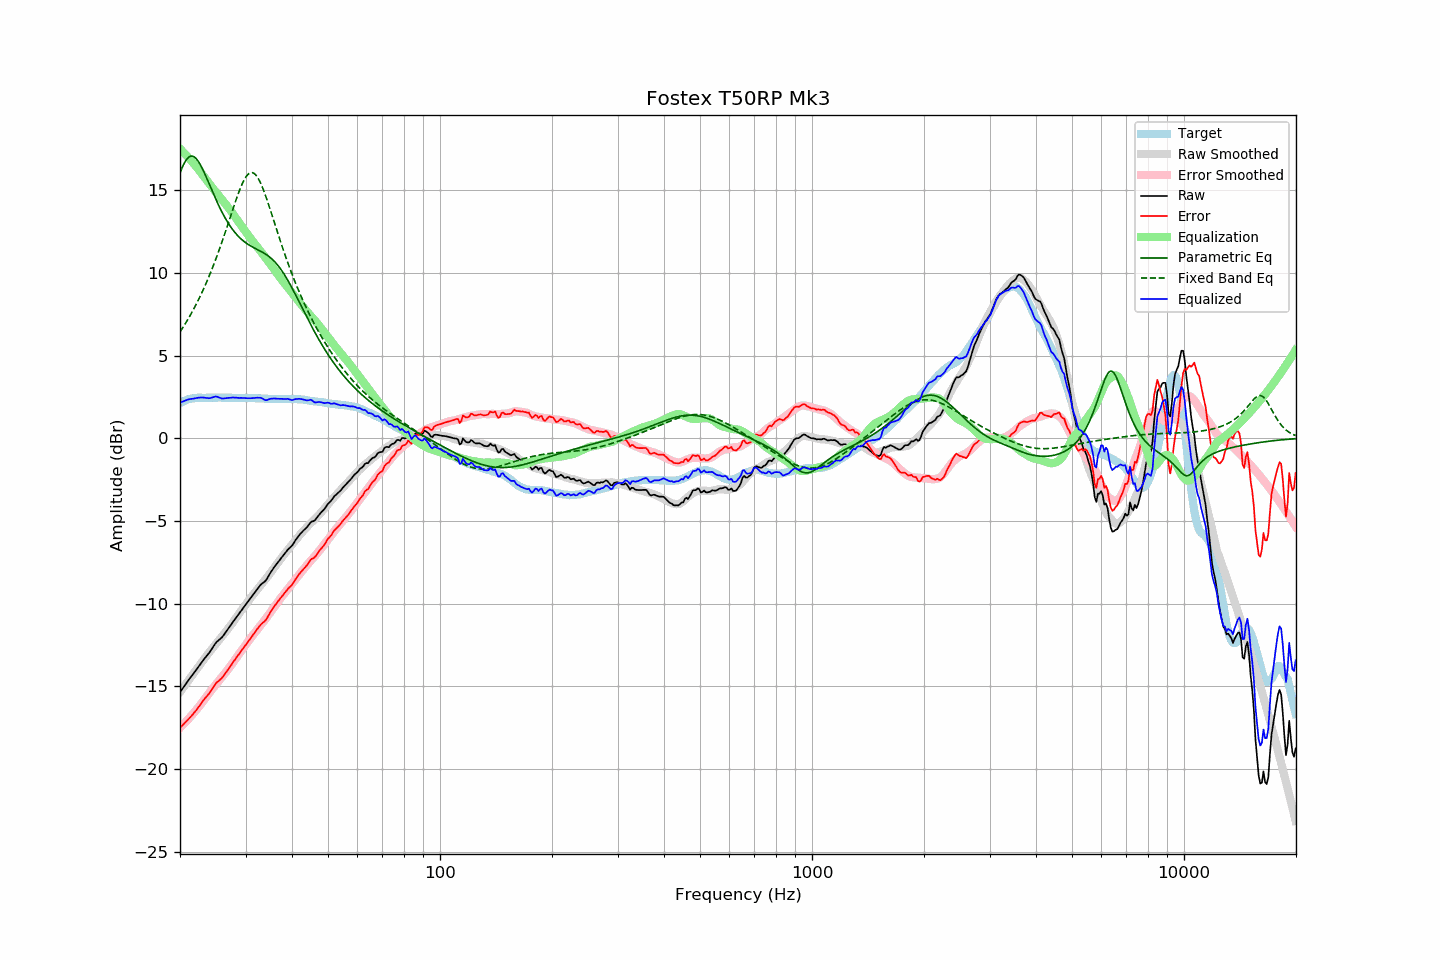 Fostex T50RP Mk3
Target
Raw Smoothed
Error Smoothed
Raw
Error
Equalization
Parametric Eq
Fixed Band Eq
Equalized
15
10
5
0
−5
−10
−15
−20
−25
Amplitude (dBr)
100
1000
10000
Frequency (Hz)